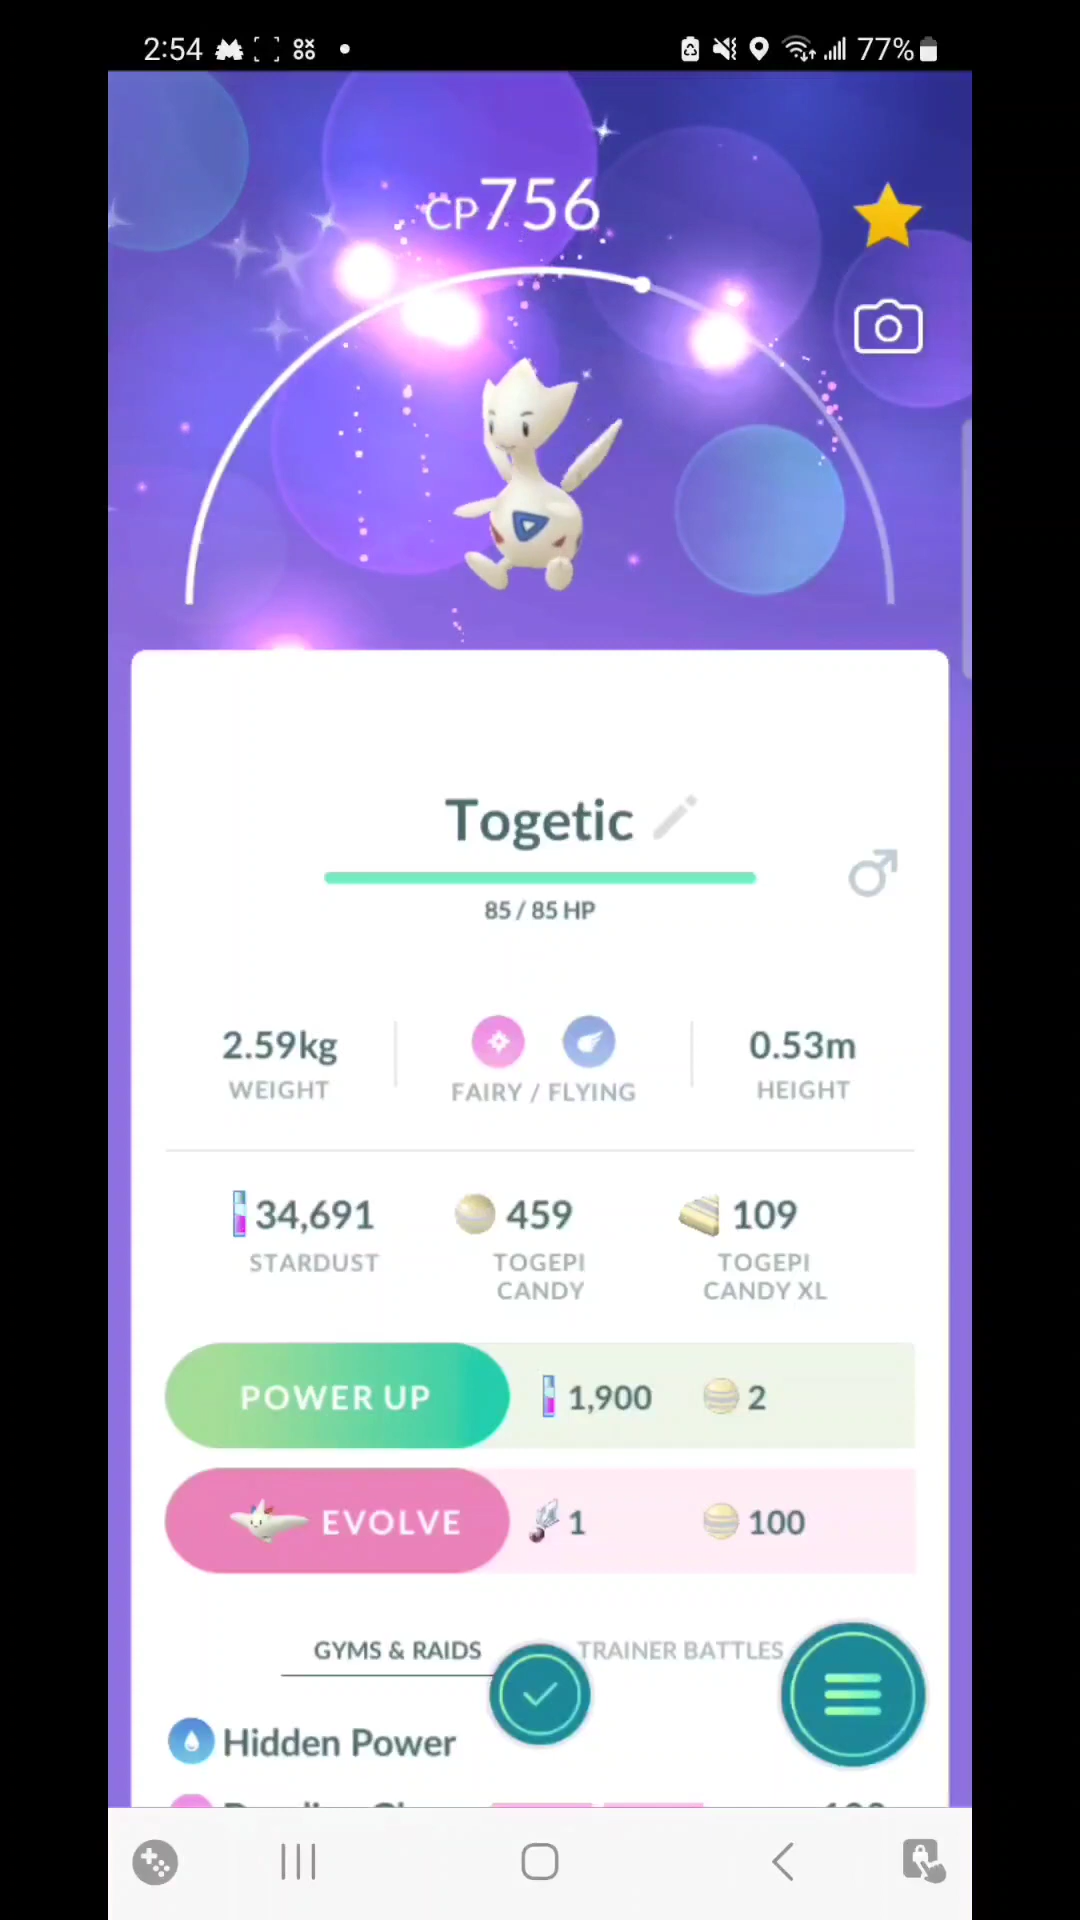 2:54 77%
CP756
Togetic
85 / 85 HP
2.59kg FAIRY / FLYING 0.53m
WEIGHT HEIGHT
34,691 459 109
STARDUST TOGEPI CANDY TOGEPI CANDY XL
POWER UP 1,900 2
EVOLVE 1 100
GYMS & RAIDS TRAINER BATTLES
Hidden Power